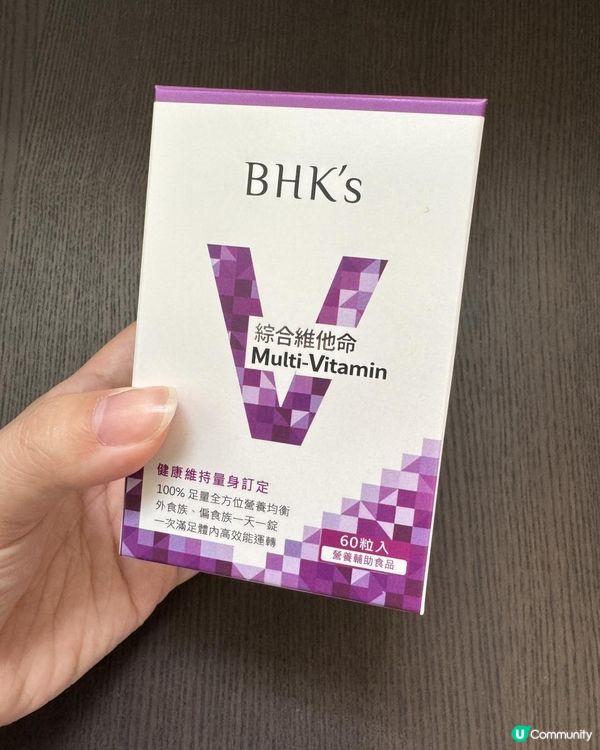 BHK's
綜合維他命
Multi-Vitamin
健康維持量身訂定
100% 足量全方位營養均衡
外食族、偏食族一天一錠
一次滿足體內高效能運轉
60粒入
營養輔助食品
U Community